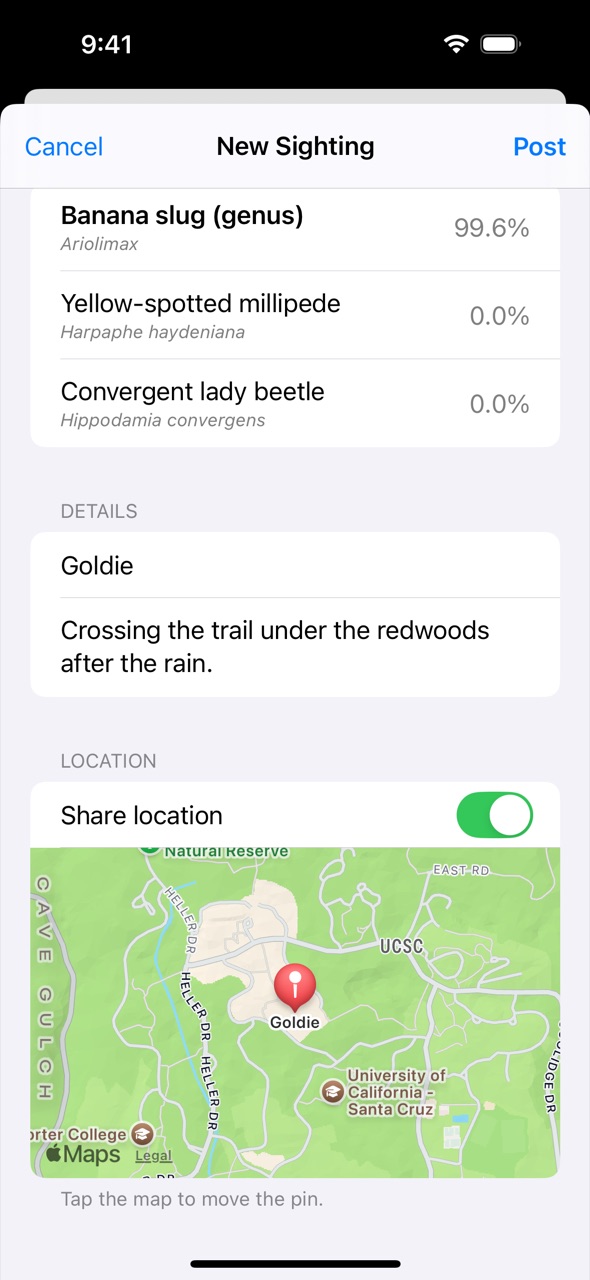 9:41
Cancel
New Sighting
Post
Banana slug (genus)
99.6%
Ariolimax
Yellow-spotted millipede
0.0%
Harpaphe haydeniana
Convergent lady beetle
0.0%
Hippodamia convergens
DETAILS
Goldie
Crossing the trail under the redwoods
after the rain.
LOCATION
Share location
Natural Reserve
EAST RD
CAVE GULCH
HELLER DR
UCSC
HELLER DR
Goldie
HELLER DR
University of
California -
Santa Cruz
orter College
Maps
Legal
Tap the map to move the pin.